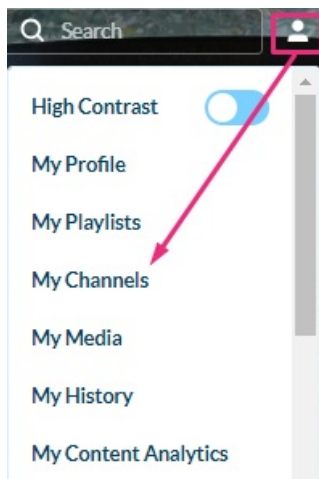 Search
High Contrast
My Profile
My Playlists
My Channels
My Media
My History
My Content Analytics